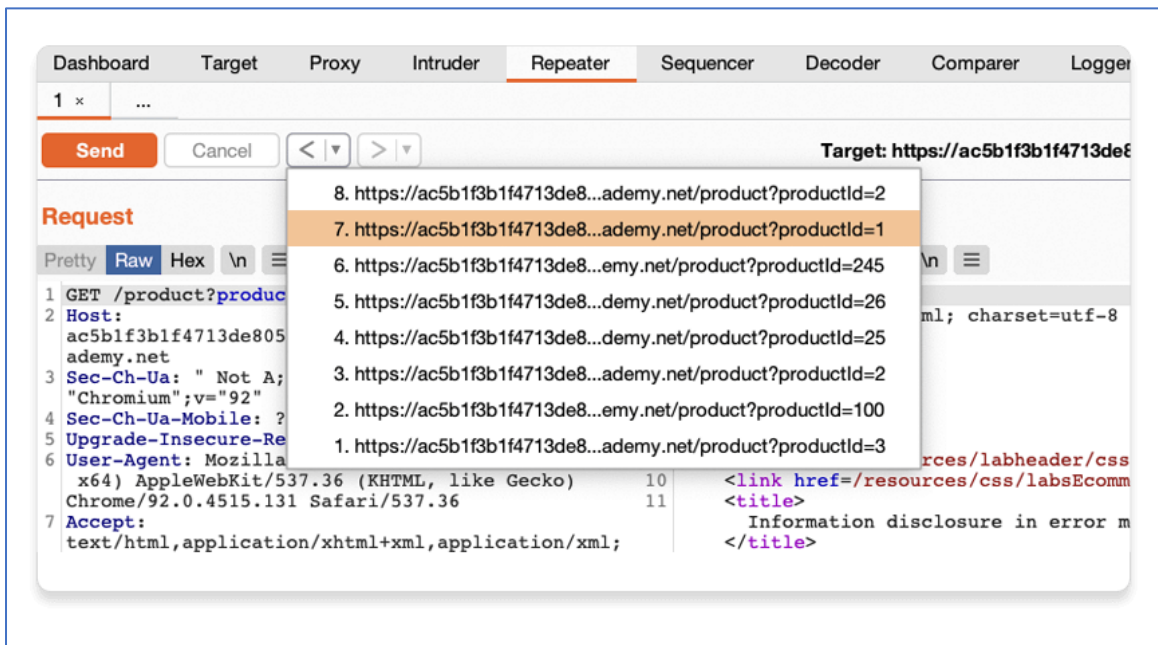 Dashboard Target Proxy Intruder Repeater Sequencer Decoder Comparer Logger
1 × ...
Send Cancel < | ▼ > | ▼ Target: https://ac5b1f3b1f4713de8
8. https://ac5b1f3b1f4713de8...ademy.net/product?productId=2
7. https://ac5b1f3b1f4713de8...ademy.net/product?productId=1
6. https://ac5b1f3b1f4713de8...emy.net/product?productId=245
5. https://ac5b1f3b1f4713de8...demy.net/product?productId=26
4. https://ac5b1f3b1f4713de8...demy.net/product?productId=25
3. https://ac5b1f3b1f4713de8...ademy.net/product?productId=2
2. https://ac5b1f3b1f4713de8...emy.net/product?productId=100
1. https://ac5b1f3b1f4713de8...ademy.net/product?productId=3
Request
Pretty Raw Hex \n
1 GET /product?produc
2 Host:
ac5b1f3b1f4713de805
ademy.net
3 Sec-Ch-Ua: " Not A;
"Chromium";v="92"
4 Sec-Ch-Ua-Mobile: ?
5 Upgrade-Insecure-Re
6 User-Agent: Mozilla
x64) AppleWebKit/537.36 (KHTML, like Gecko)
Chrome/92.0.4515.131 Safari/537.36
7 Accept:
text/html,application/xhtml+xml,application/xml;
\n
ml; charset=utf-8
rces/labheader/css
10 <link href=/resources/css/labsEcomm
11 <title>
Information disclosure in error m
</title>